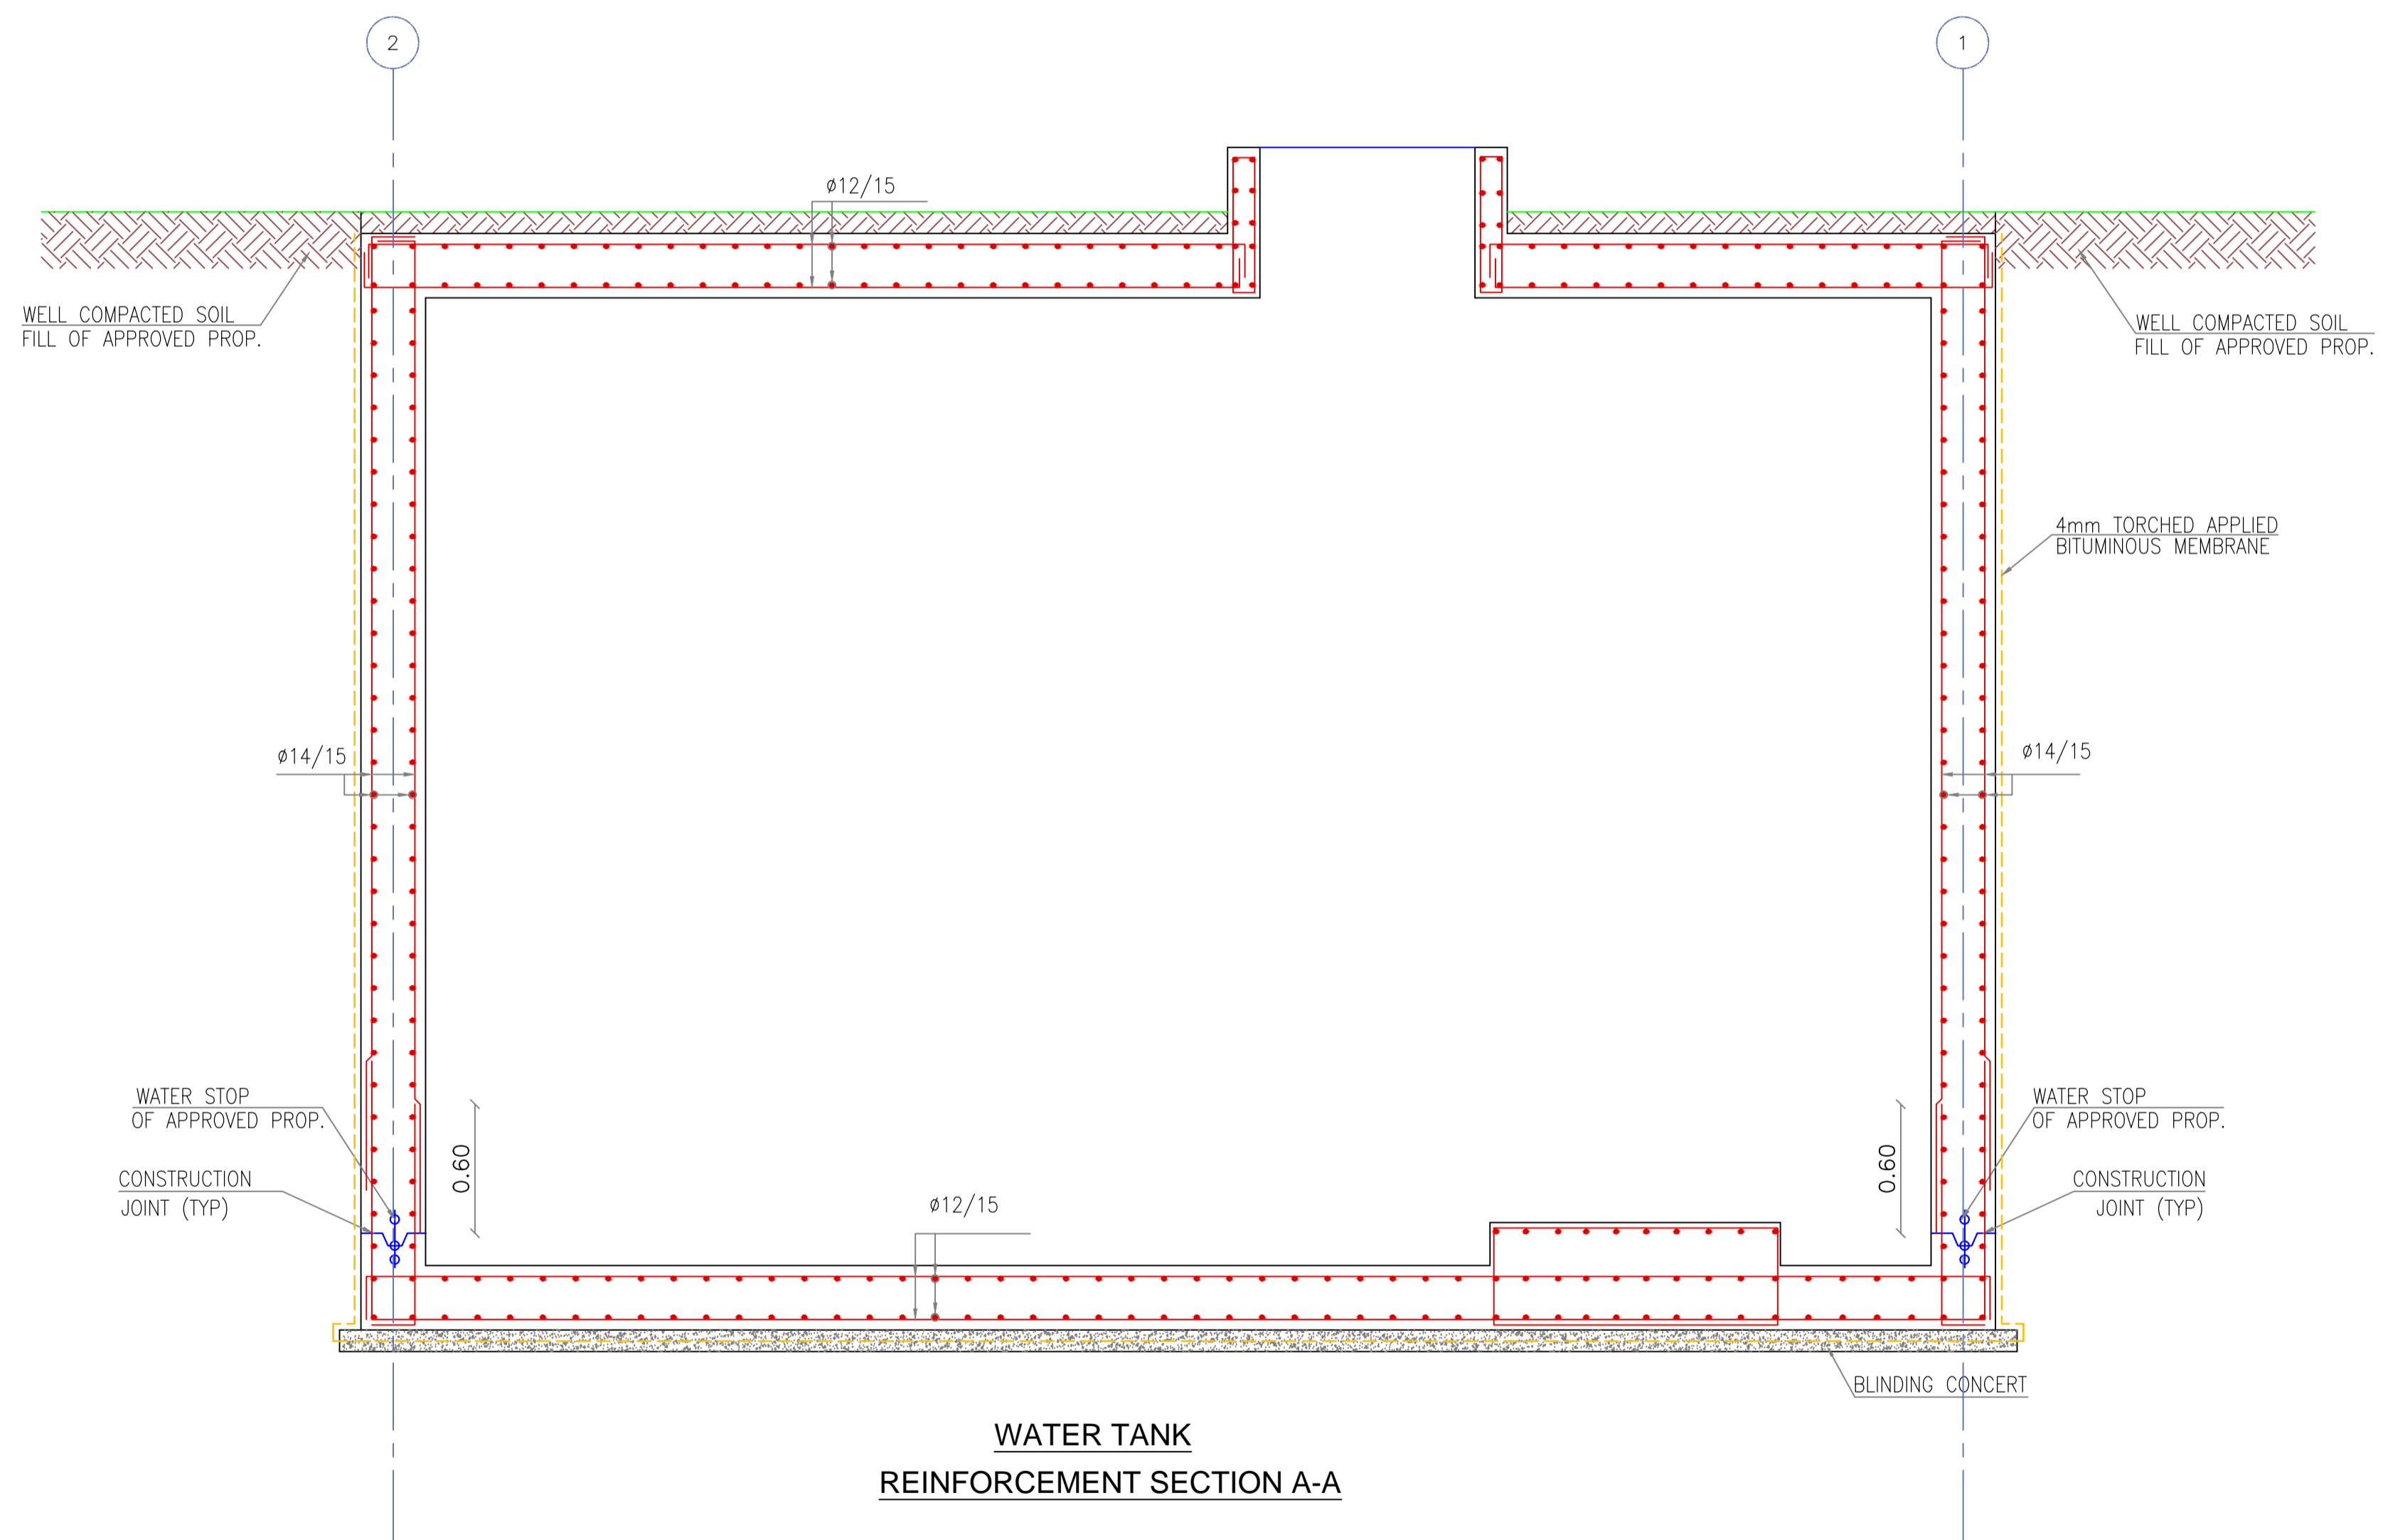 2
1
ø12/15
WELL COMPACTED SOIL
FILL OF APPROVED PROP.
WELL COMPACTED SOIL
FILL OF APPROVED PROP.
4mm TORCHED APPLIED
BITUMINOUS MEMBRANE
ø14/15
ø14/15
WATER STOP
OF APPROVED PROP.
WATER STOP
OF APPROVED PROP.
0.60
0.60
CONSTRUCTION
JOINT (TYP)
CONSTRUCTION
JOINT (TYP)
ø12/15
BLINDING CONCERT
WATER TANK
REINFORCEMENT SECTION A-A